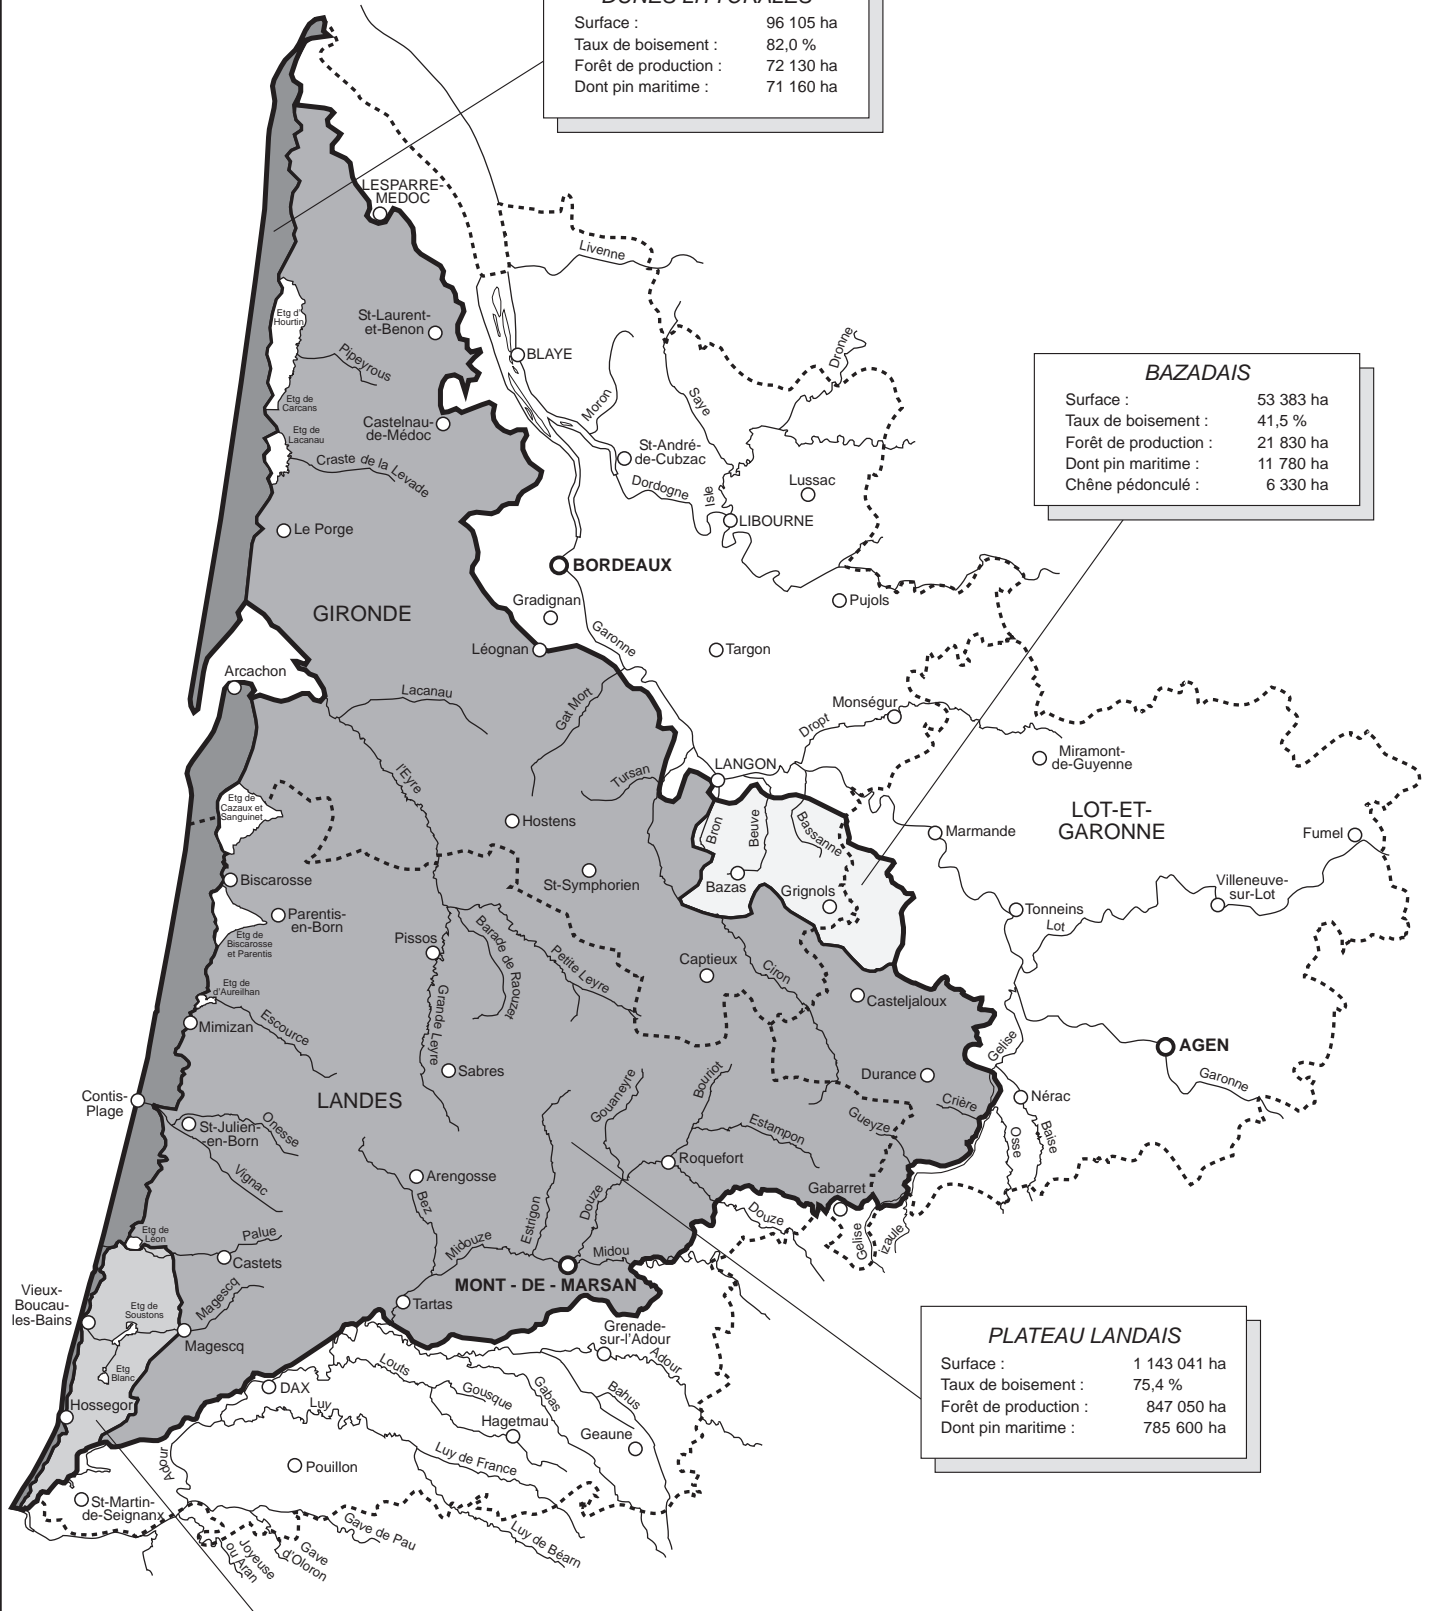 DUNES LITTORALES
Surface : 96 105 ha
Taux de boisement : 82,0 %
Forêt de production : 72 130 ha
Dont pin maritime : 71 160 ha
LESPARRE-
MEDOC
Livenne
Etg d'
Hourtin
St-Laurent-
et-Benon
Pipeyrous
BLAYE
Moron
Saye
Dronne
BAZADAIS
Surface : 53 383 ha
Taux de boisement : 41,5 %
Forêt de production : 21 830 ha
Dont pin maritime : 11 780 ha
Chêne pédonculé : 6 330 ha
Etg de
Carcans
Castelnau-
de-Médoc
Etg de
Lacanau
Craste de la Levade
St-André-
de-Cubzac
Dordogne
Isle
Lussac
LIBOURNE
Le Porge
BORDEAUX
Gradignan
Pujols
GIRONDE
Garonne
Léognan
Targon
Arcachon
Lacanau
Gat Mort
Monségur
Dropt
l'Eyre
Tursan
LANGON
Miramont-
de-Guyenne
Etg de
Cazaux et
Sanguinet
Hostens
Bron
Beuve
Bassanne
Marmande
LOT-ET-
GARONNE
Fumel
Biscarosse
St-Symphorien
Bazas
Grignols
Villeneuve-
sur-Lot
Parentis-
en-Born
Tonneins
Lot
Etg de
Biscarosse
et Parentis
Pissos
Barade de Raouzet
Petite Leyre
Captieux
Ciron
Etg de
d'Aureilhan
Casteljaloux
Mimizan
Escource
Grande Leyre
Gelise
AGEN
Sabres
Gouaneyre
Bouriot
Durance
Garonne
Contis-
Plage
LANDES
Crière
Nérac
St-Julien-
-en-Born
Onesse
Estampon
Gueyze
Osse
Baise
Vignac
Arengosse
Bez
Roquefort
Gabarret
Estrigon
Douze
Douze
Gelise
Izaule
Etg de
Léon
Palue
Castets
Midouze
Midou
MONT - DE - MARSAN
Vieux-
Boucau-
les-Bains
Etg de
Soustons
Magescq
Tartas
Magescq
Grenade-
sur-l'Adour
Adour
PLATEAU LANDAIS
Surface : 1 143 041 ha
Taux de boisement : 75,4 %
Forêt de production : 847 050 ha
Dont pin maritime : 785 600 ha
Etg
Blanc
DAX
Louts
Gousque
Gabas
Bahus
Hossegor
Luy
Hagetmau
Geaune
Adour
Pouillon
Luy de France
St-Martin-
de-Seignanx
Gave de Pau
Luy de Béarn
Joyeuse
ou Aran
Gave
d'Oloron